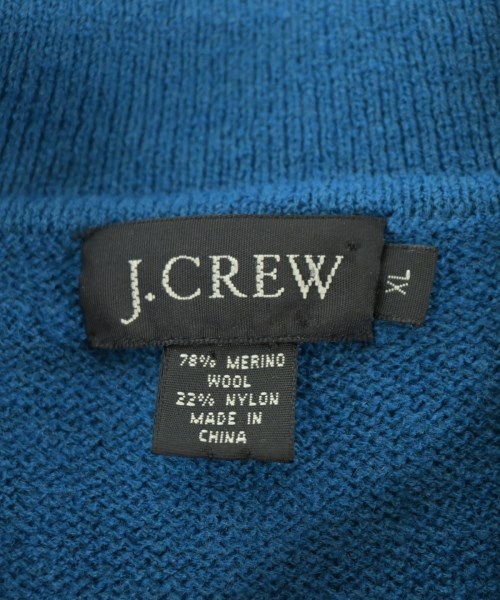 J.CREW
XL
78% MERINO
WOOL
22% NYLON
MADE IN
CHINA